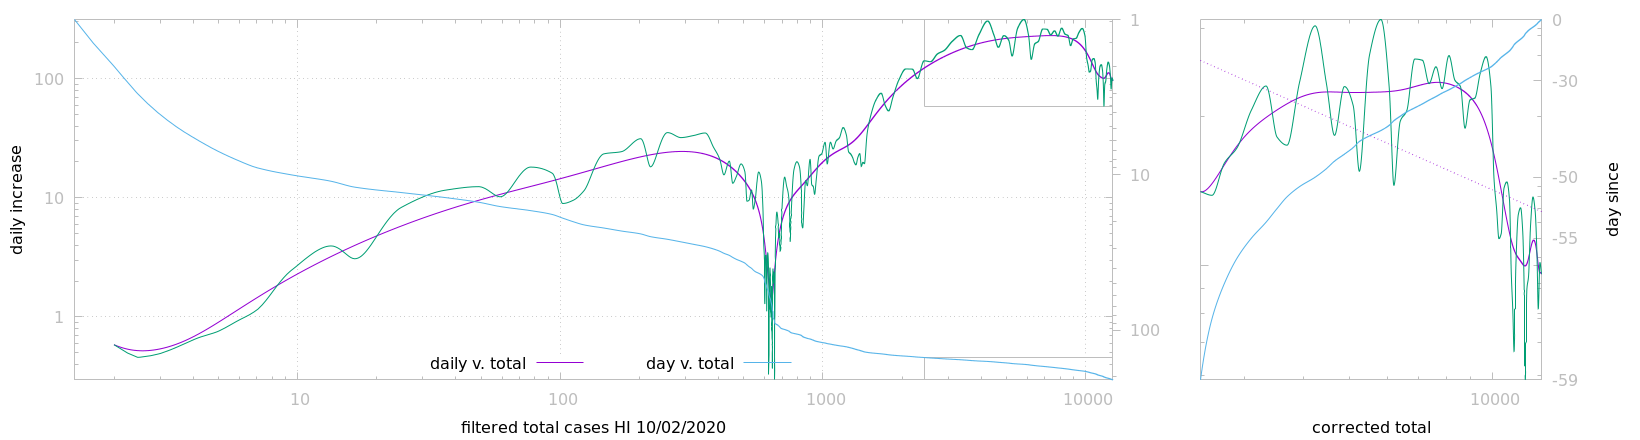 daily increase
100
10
1
daily v. total
day v. total
10
100
1000
10000
filtered total cases HI 10/02/2020
1
10
100
10000
corrected total
0
-30
-50
-55
-59
day since